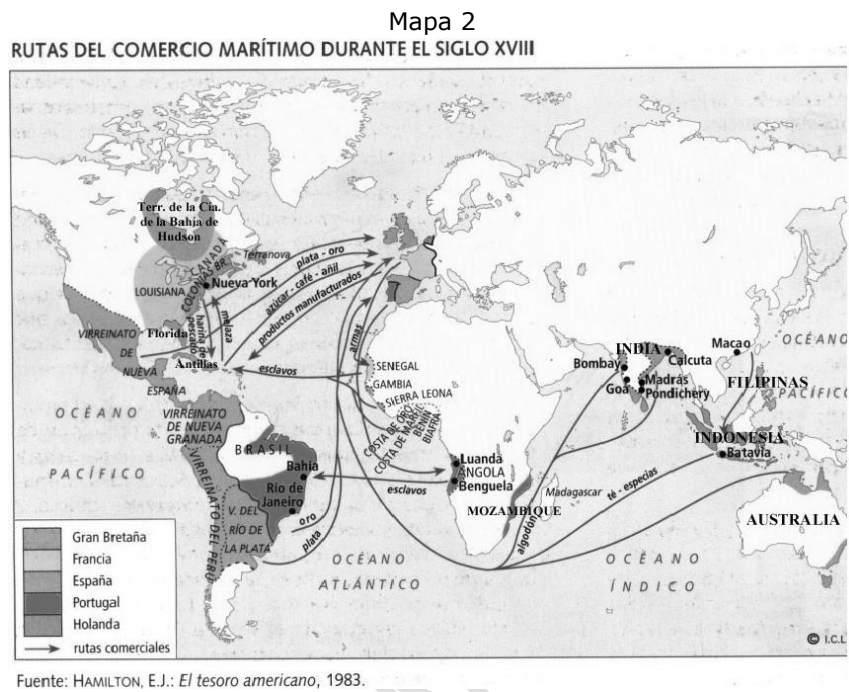 Mapa 2
RUTAS DEL COMERCIO MARÍTIMO DURANTE EL SIGLO XVIII
Terr. de la Cía.
de la Bahía de
Hudson
CANADÁ
Terranova
COLONIAS BR.
Nueva York
LOUISIANA
plata - oro
azúcar - café - añil
productos manufacturados
harina de
pescado
melaza
Florida
VIRREINATO
DE
NUEVA
ESPAÑA
Antillas
esclavos
armas
SENEGAL
GAMBIA
SIERRA LEONA
COSTA DE ORO
COSTA DE MARFIL
BENIN
BIAFRA
INDIA
Bombay
Calcuta
Goa
Madrás
Pondichery
Macao
FILIPINAS
OCÉANO
PACÍFICO
INDONESIA
Batavia
OCÉANO
PACÍFICO
VIRREINATO
DE NUEVA
GRANADA
VIRREINATO DEL PERÚ
BRASIL
Bahía
Río de
Janeiro
V. DEL
RÍO DE
LA PLATA
oro
plata
esclavos
Luanda
ANGOLA
Benguela
MOZAMBIQUE
Madagascar
algodón
té - especias
AUSTRALIA
OCÉANO
ATLÁNTICO
OCÉANO
ÍNDICO
Gran Bretaña
Francia
España
Portugal
Holanda
rutas comerciales
© I.C.L
Fuente: HAMILTON, E.J.: El tesoro americano, 1983.